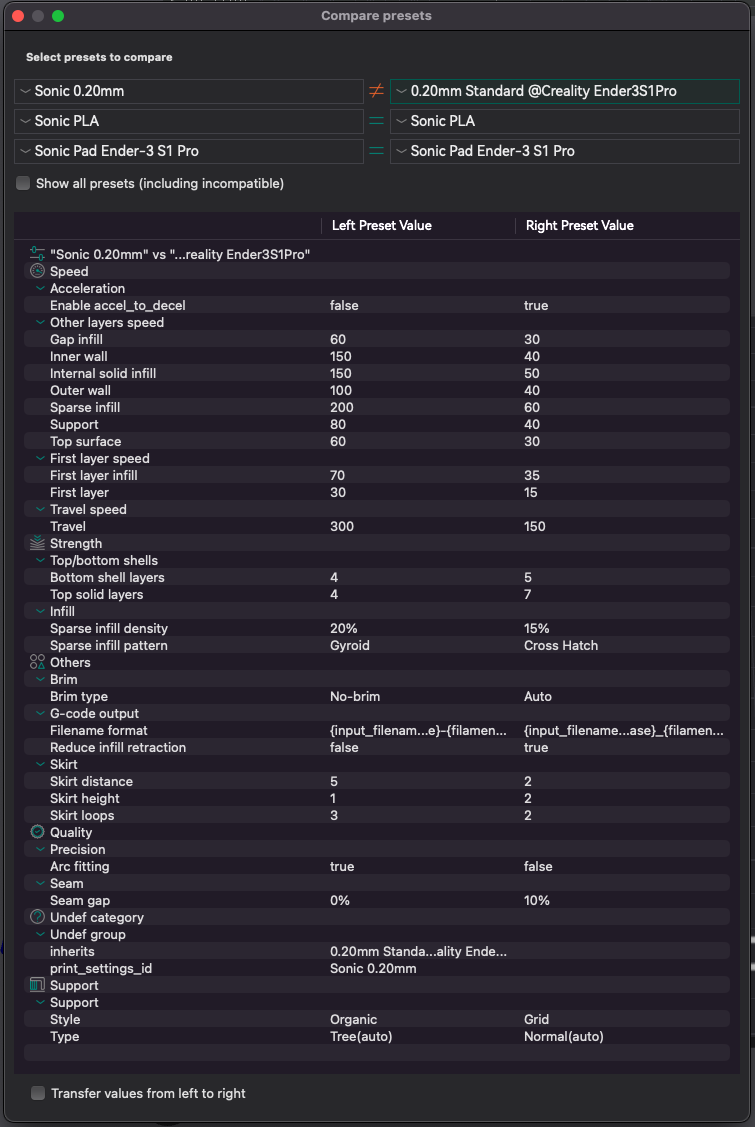 Compare presets
Select presets to compare
Sonic 0.20mm ≠ 0.20mm Standard @Creality Ender3S1Pro
Sonic PLA = Sonic PLA
Sonic Pad Ender-3 S1 Pro = Sonic Pad Ender-3 S1 Pro
Show all presets (including incompatible)
Left Preset Value Right Preset Value
"Sonic 0.20mm" vs "...reality Ender3S1Pro"
Speed
Acceleration
Enable accel_to_decel false true
Other layers speed
Gap infill 60 30
Inner wall 150 40
Internal solid infill 150 50
Outer wall 100 40
Sparse infill 200 60
Support 80 40
Top surface 60 30
First layer speed
First layer infill 70 35
First layer 30 15
Travel speed
Travel 300 150
Strength
Top/bottom shells
Bottom shell layers 4 5
Top solid layers 4 7
Infill
Sparse infill density 20% 15%
Sparse infill pattern Gyroid Cross Hatch
Others
Brim
Brim type No-brim Auto
G-code output
Filename format {input_filenam...e}-{filamen... {input_filename...ase}_{filamen...
Reduce infill retraction false true
Skirt
Skirt distance 5 2
Skirt height 1 2
Skirt loops 3 2
Quality
Precision
Arc fitting true false
Seam
Seam gap 0% 10%
Undef category
Undef group
inherits 0.20mm Standa...ality Ende...
print_settings_id Sonic 0.20mm
Support
Support
Style Organic Grid
Type Tree(auto) Normal(auto)
Transfer values from left to right